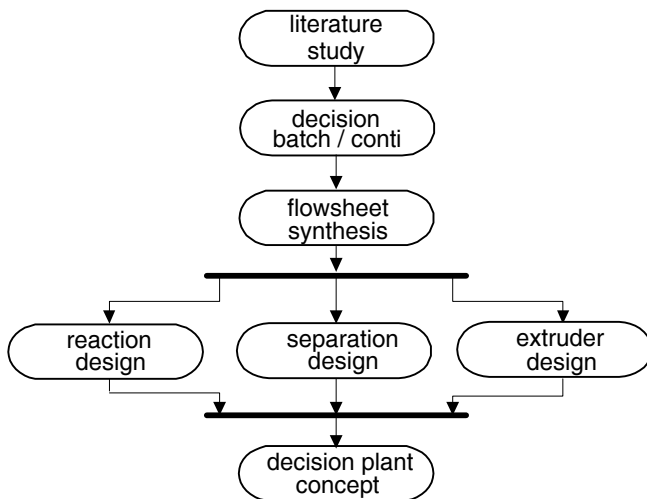 literature
study
decision
batch / conti
flowsheet
synthesis
reaction
design
separation
design
extruder
design
decision plant
concept